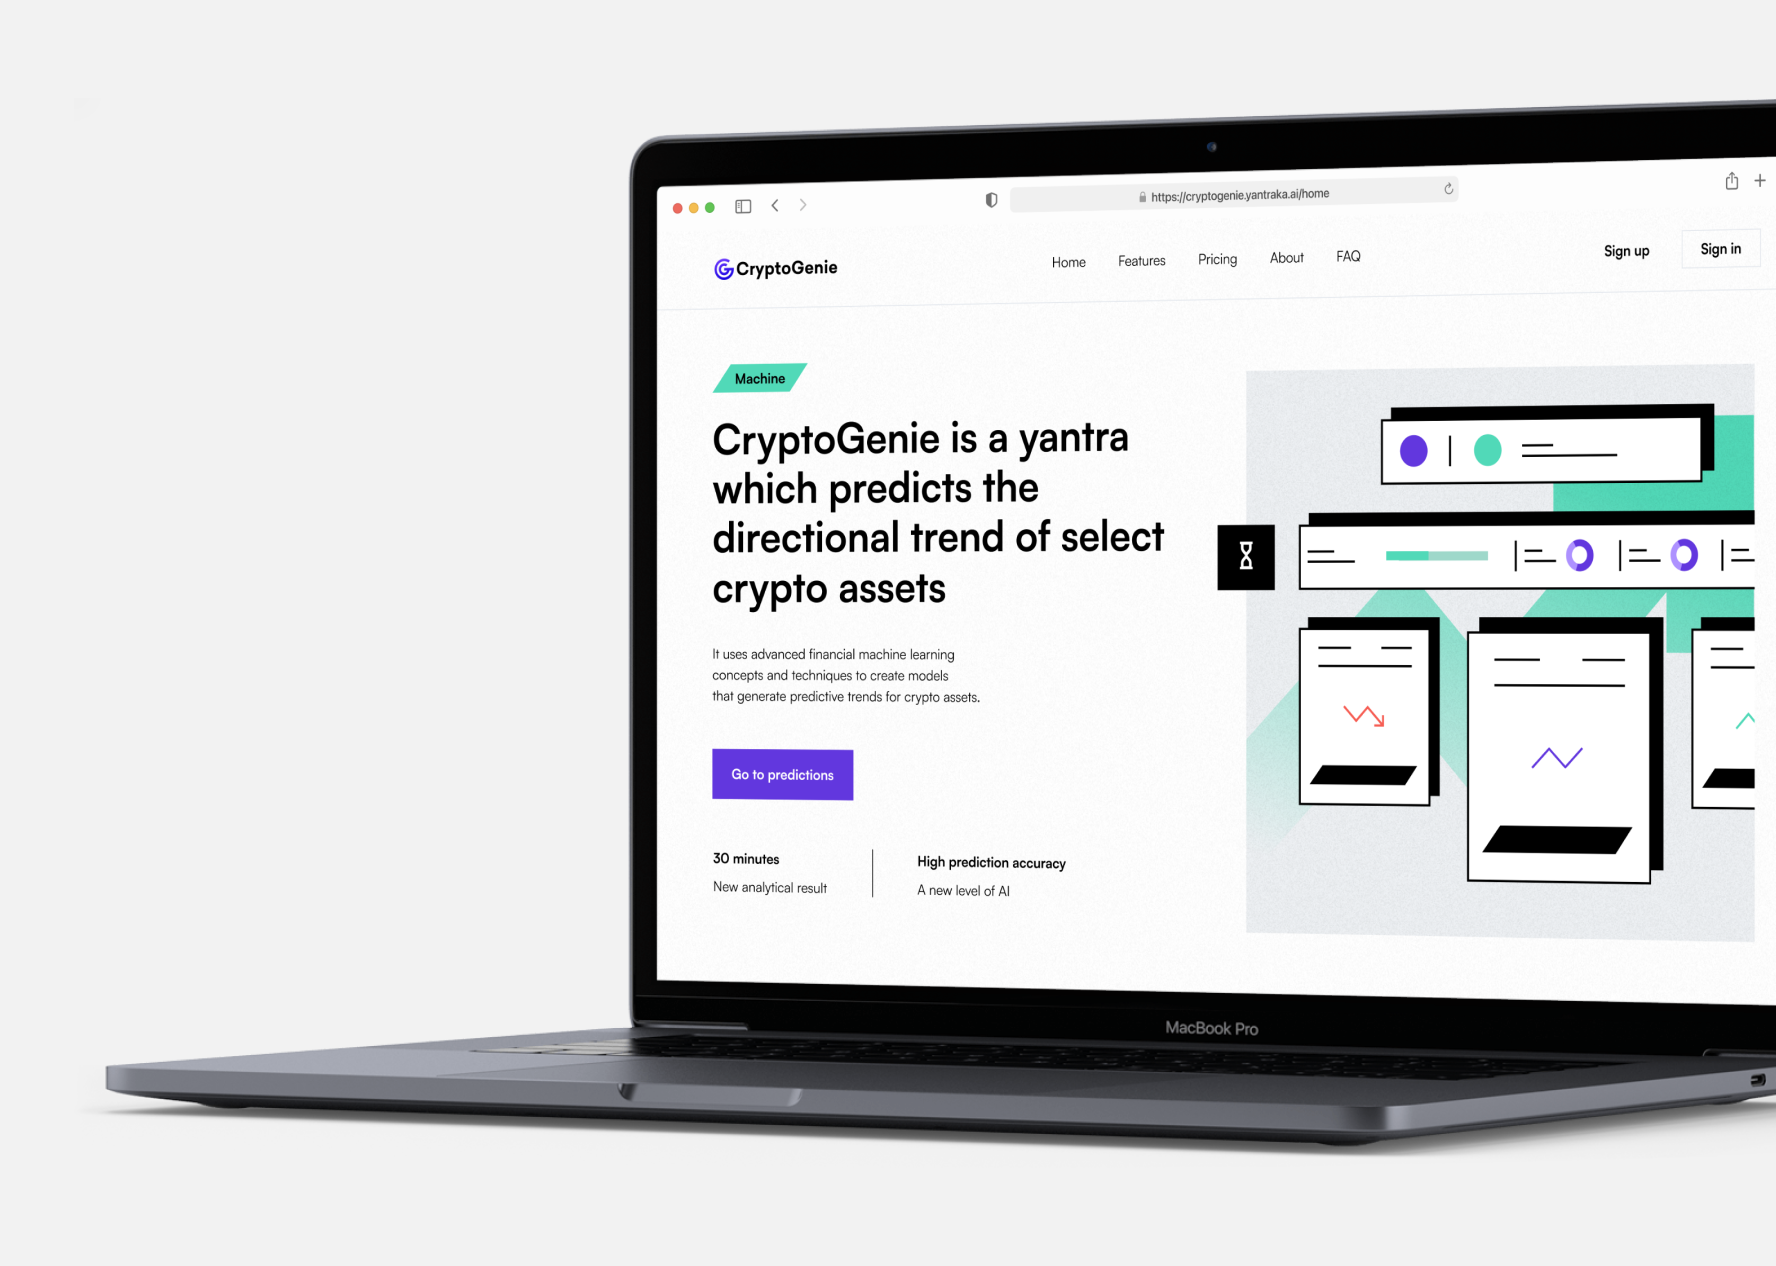 https://cryptogenie.yantraka.ai/home
CryptoGenie
Home
Features
Pricing
About
FAQ
Sign up
Sign in
Machine
CryptoGenie is a yantra
which predicts the
directional trend of select
crypto assets
It uses advanced financial machine learning
concepts and techniques to create models
that generate predictive trends for crypto assets.
Go to predictions
30 minutes
New analytical result
High prediction accuracy
A new level of AI
MacBook Pro